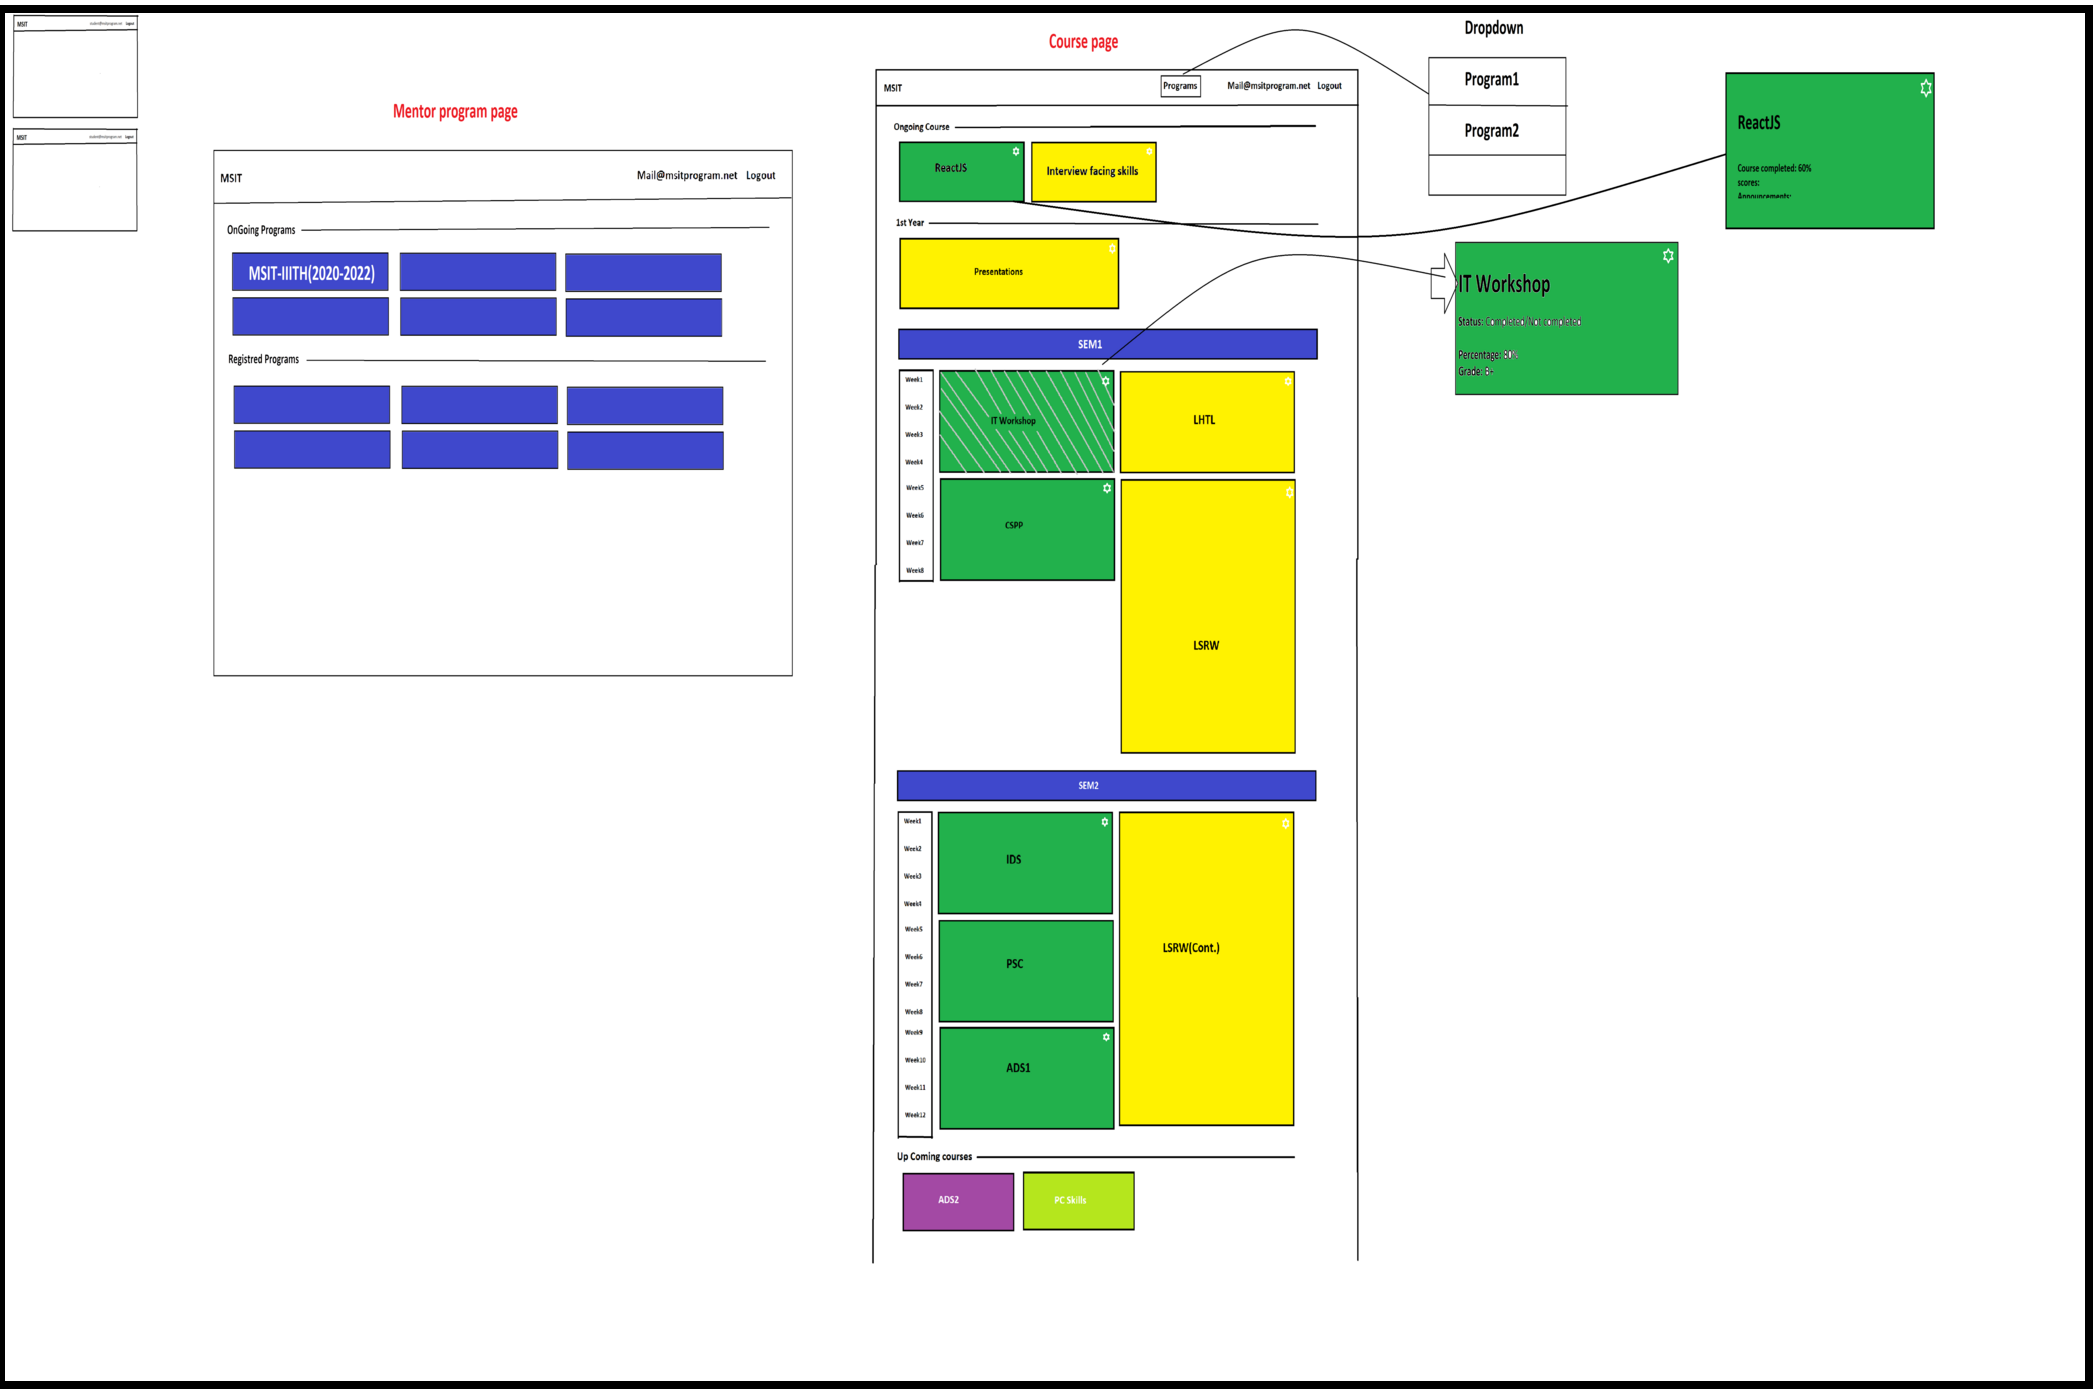 MSIT student@msitprogram.net Logout
MSIT student@msitprogram.net Logout
Mentor program page
MSIT Mail@msitprogram.net Logout
OnGoing Programs
MSIT-IIITH(2020-2022)
Registred Programs
Course page
MSIT Programs Mail@msitprogram.net Logout
Ongoing Course
ReactJS
Interview facing skills
1st Year
Presentations
SEM1
Week1
Week2
Week3
Week4
Week5
Week6
Week7
Week8
IT Workshop
LHTL
CSPP
LSRW
SEM2
Week1
Week2
Week3
Week4
Week5
Week6
Week7
Week8
Week9
Week10
Week11
Week12
IDS
PSC
ADS1
LSRW(Cont.)
Up Coming courses
ADS2
PC Skills
Dropdown
Program1
Program2
ReactJS
Course completed: 60%
scores:
Announcements:
IT Workshop
Status: Completed/Not completed
Percentage: 80%
Grade: B+